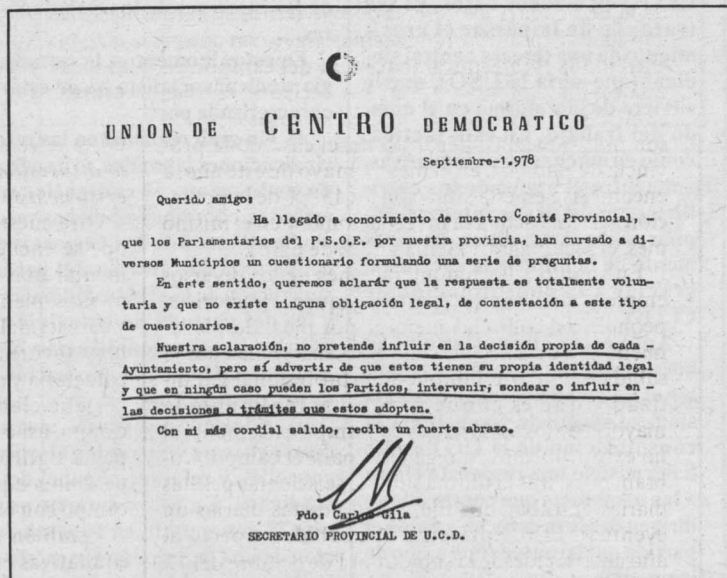 UNION DE CENTRO DEMOCRATICO
Septiembre-1.978
Querido amigo:
Ha llegado a conocimiento de nuestro Comité Provincial,-
que los Parlamentarios del P.S.O.E. por nuestra provincia, han cursado a di-
versos Municipios un cuestionario formulando una serie de preguntas.
En este sentido, queremos aclarár que la respuesta es totalmente volun-
taria y que no existe ninguna obligación legal, de contestación a este tipo
de cuestionarios.
Nuestra aclaración, no pretende influir en la decisión propia de cada -
Ayuntamiento, pero sí advertir de que estos tienen su propia identidad legal
y que en ningún caso pueden los Partidos, intervenir, sondear o influir en
las decisiones o trámites que estos adopten.
Con mi más cordial saludo, recibe un fuerte abrazo.
Carlos Gila
SECRETARIO PROVINCIAL DE U.C.D.